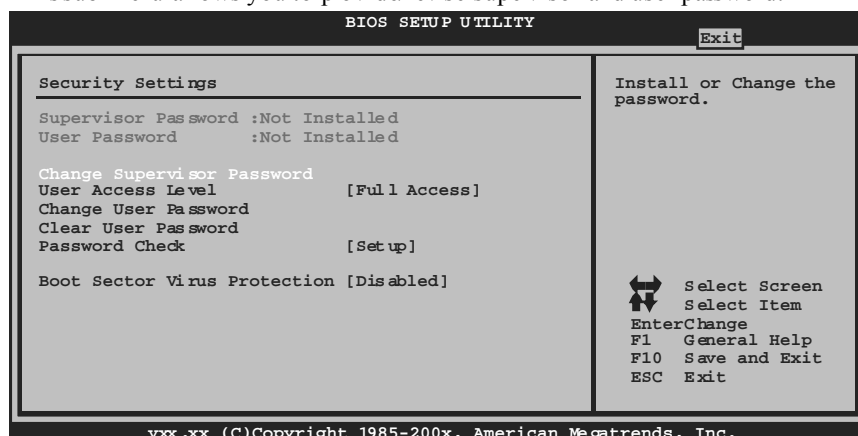 BIOS SETUP UTILITY
Exit
Security Settings
Supervisor Password :Not Installed
User Password :Not Installed
Change Supervisor Password
User Access Level [Full Access]
Change User Password
Clear User Password
Password Check [Setup]
Boot Sector Virus Protection [Disabled]
Install or Change the
password.
Select Screen
Select Item
EnterChange
F1 General Help
F10 Save and Exit
ESC Exit
vxx.xx (C)Copyright 1985-200x, American Megatrends, Inc.